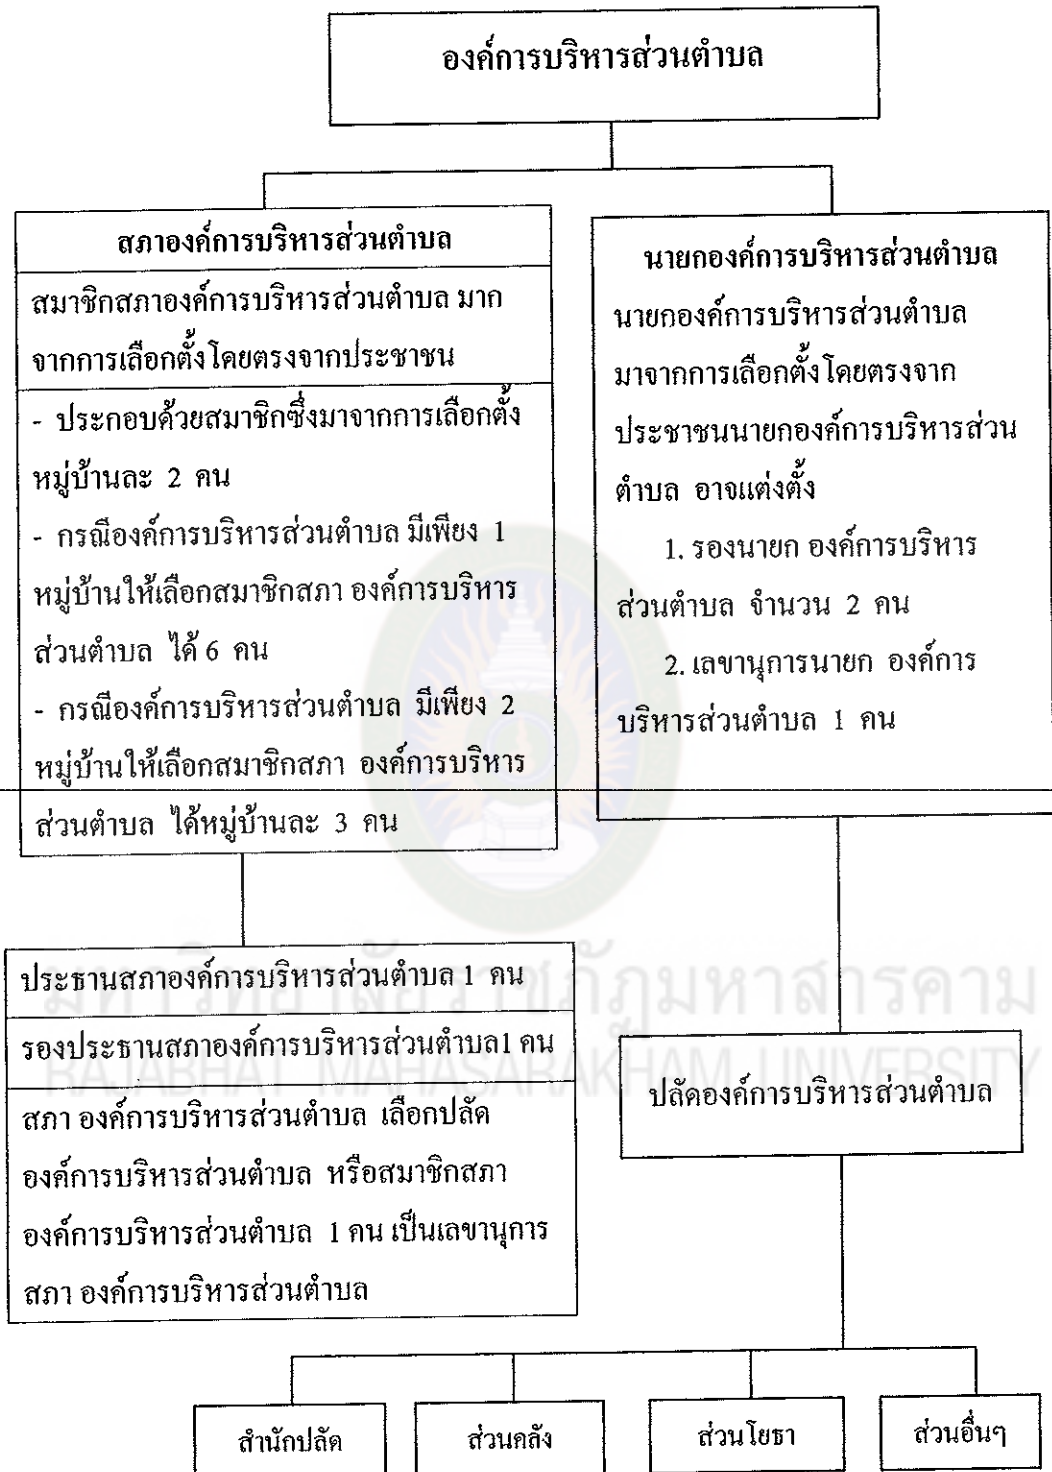 องค์การบริหารส่วนตำบล
สภาองค์การบริหารส่วนตำบล
สมาชิกสภาองค์การบริหารส่วนตำบล มาก
จากการเลือกตั้งโดยตรงจากประชาชน
- ประกอบด้วยสมาชิกซึ่งมาจากการเลือกตั้ง
หมู่บ้านละ 2 คน
- กรณีองค์การบริหารส่วนตำบล มีเพียง 1
หมู่บ้านให้เลือกสมาชิกสภา องค์การบริหาร
ส่วนตำบล ได้ 6 คน
- กรณีองค์การบริหารส่วนตำบล มีเพียง 2
หมู่บ้านให้เลือกสมาชิกสภา องค์การบริหาร
ส่วนตำบล ได้หมู่บ้านละ 3 คน
นายกองค์การบริหารส่วนตำบล
นายกองค์การบริหารส่วนตำบล
มาจากการเลือกตั้งโดยตรงจาก
ประชาชนนายกองค์การบริหารส่วน
ตำบล อาจแต่งตั้ง
1. รองนายก องค์การบริหาร
ส่วนตำบล จำนวน 2 คน
2. เลขานุการนายก องค์การ
บริหารส่วนตำบล 1 คน
ประธานสภาองค์การบริหารส่วนตำบล 1 คน
รองประธานสภาองค์การบริหารส่วนตำบล1 คน
สภา องค์การบริหารส่วนตำบล เลือกปลัด
องค์การบริหารส่วนตำบล หรือสมาชิกสภา
องค์การบริหารส่วนตำบล 1 คน เป็นเลขานุการ
สภา องค์การบริหารส่วนตำบล
มหาวิทยาลัยราชภัฏมหาสารคาม
RAJABHAT MAHASARAKHAM UNIVERSITY
ปลัดองค์การบริหารส่วนตำบล
สำนักปลัด
ส่วนคลัง
ส่วนโยธา
ส่วนอื่นๆ